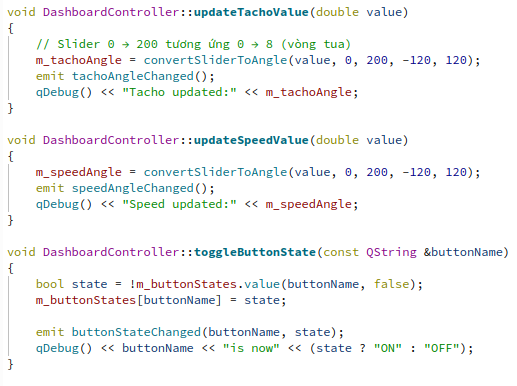 void DashboardController::updateTachoValue(double value)
{
    // Slider 0 → 200 tương ứng 0 → 8 (vòng tua)
    m_tachoAngle = convertSliderToAngle(value, 0, 200, -120, 120);
    emit tachoAngleChanged();
    qDebug() << "Tacho updated:" << m_tachoAngle;
}

void DashboardController::updateSpeedValue(double value)
{
    m_speedAngle = convertSliderToAngle(value, 0, 200, -120, 120);
    emit speedAngleChanged();
    qDebug() << "Speed updated:" << m_speedAngle;
}

void DashboardController::toggleButtonState(const QString &buttonName)
{
    bool state = !m_buttonStates.value(buttonName, false);
    m_buttonStates[buttonName] = state;

    emit buttonStateChanged(buttonName, state);
    qDebug() << buttonName << "is now" << (state ? "ON" : "OFF");
}